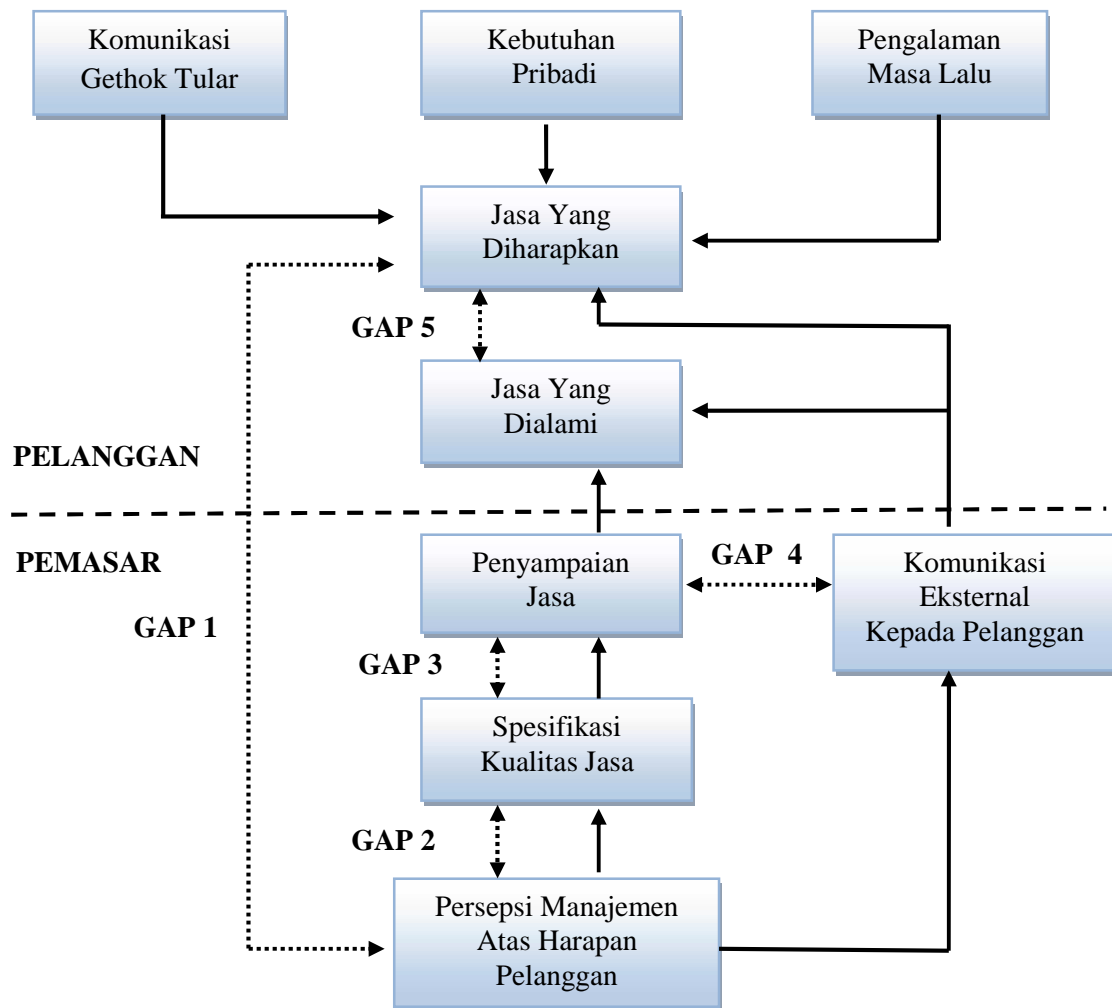 Komunikasi
Gethok Tular
Kebutuhan
Pribadi
Pengalaman
Masa Lalu
Jasa Yang
Diharapkan
GAP 5
Jasa Yang
Dialami
PELANGGAN
PEMASAR
Penyampaian
Jasa
GAP 4
Komunikasi
Eksternal
Kepada Pelanggan
GAP 1
GAP 3
Spesifikasi
Kualitas Jasa
GAP 2
Persepsi Manajemen
Atas Harapan
Pelanggan